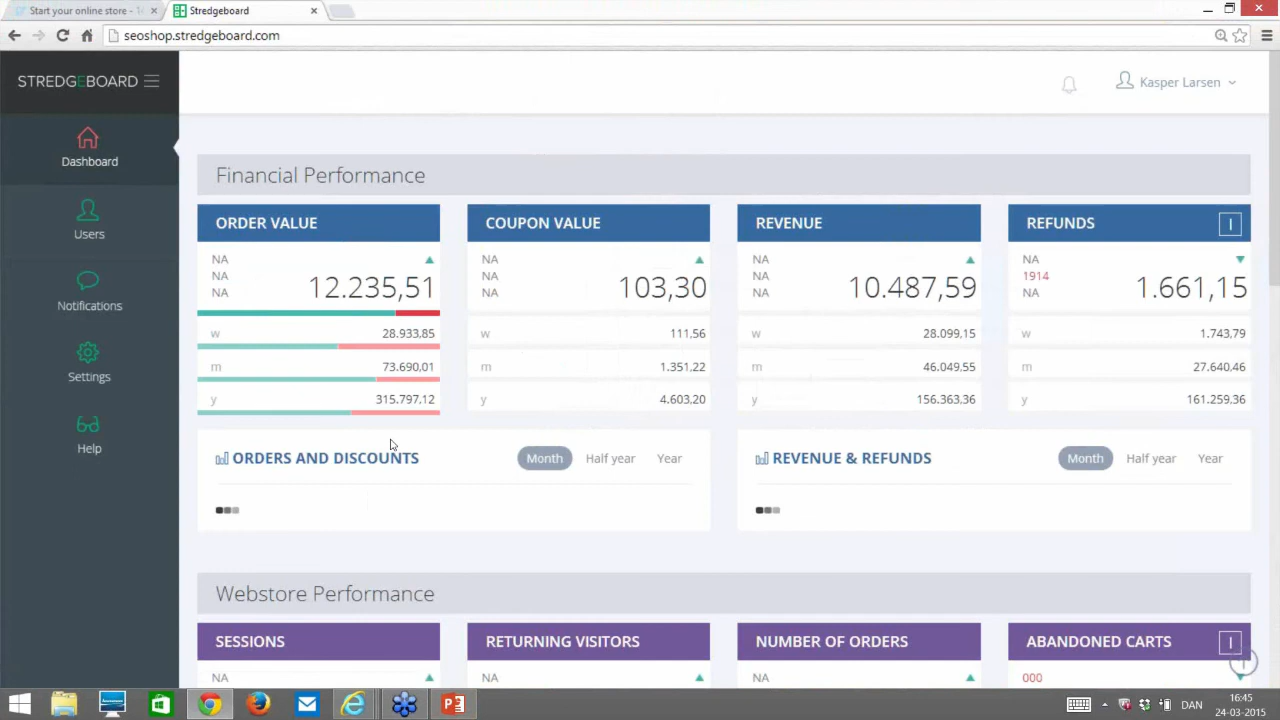 Start your online store - 14
Stredgeboard
seoshop.stredgeboard.com
STREDGEBOARD
Kasper Larsen
Dashboard
Users
Notifications
Settings
Help
Financial Performance
ORDER VALUE
NA
NA
NA
12.235,51
w 28.933,85
m 73.690,01
y 315.797,12
COUPON VALUE
NA
NA
NA
103,30
w 111,56
m 1.351,22
y 4.603,20
REVENUE
NA
NA
NA
10.487,59
w 28.099,15
m 46.049,55
y 156.363,36
REFUNDS
NA
1914
NA
1.661,15
w 1.743,79
m 27.640,46
y 161.259,36
ORDERS AND DISCOUNTS Month Half year Year
REVENUE & REFUNDS Month Half year Year
Webstore Performance
SESSIONS
NA
RETURNING VISITORS
NA
NUMBER OF ORDERS
NA
ABANDONED CARTS
000
DAN
16:45
24-03-2015